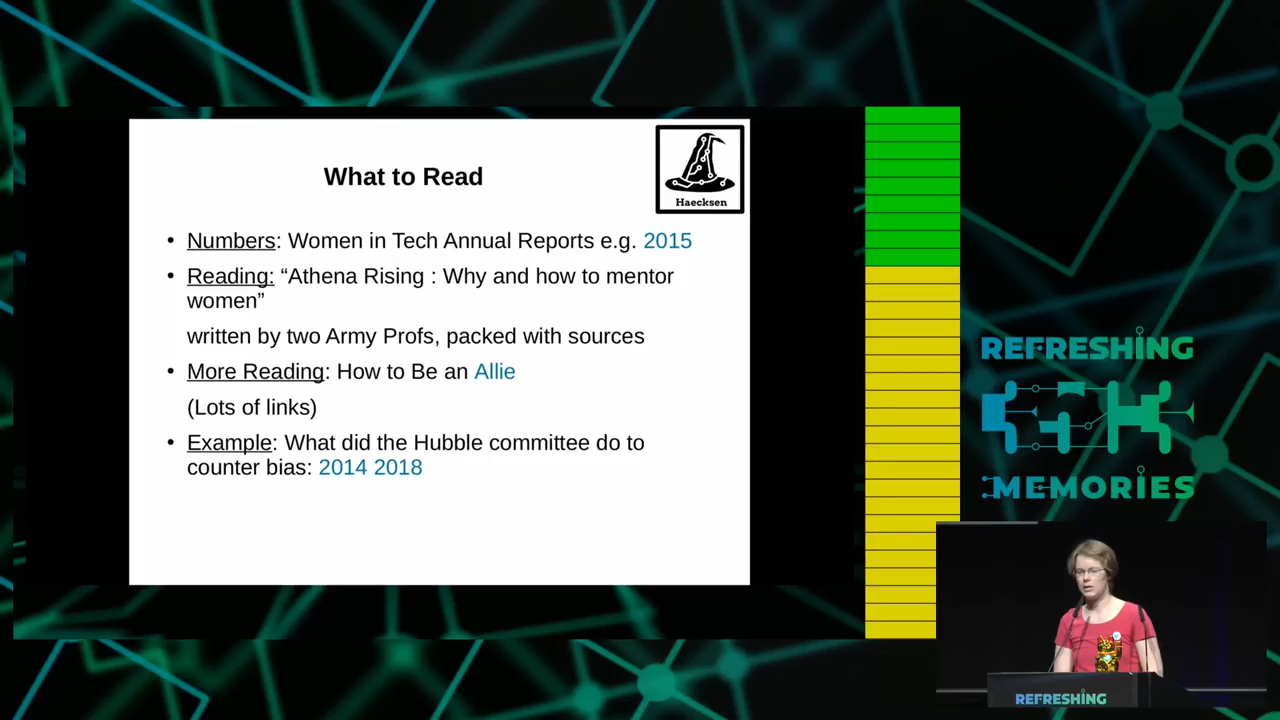 What to Read
Haecksen
• Numbers: Women in Tech Annual Reports e.g. 2015
• Reading: “Athena Rising : Why and how to mentor
women”
written by two Army Profs, packed with sources
• More Reading: How to Be an Allie
(Lots of links)
• Example: What did the Hubble committee do to
counter bias: 2014 2018
REFRESHING
MEMORIES
REFRESHING